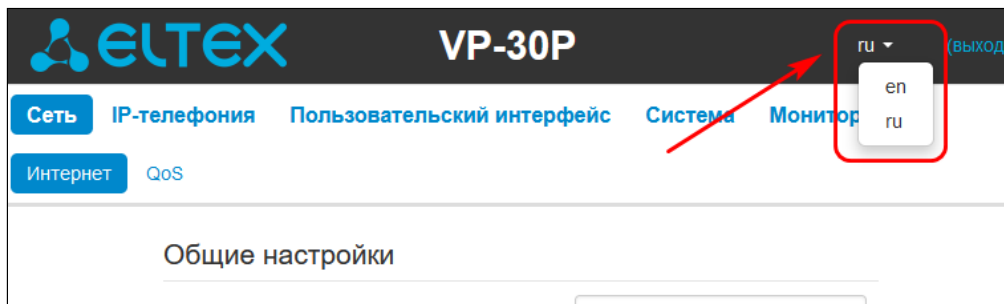 ELTEX VP-30P ru (выход
en
ru
Сеть IP-телефония Пользовательский интерфейс Система Монитор
Интернет QoS
Общие настройки